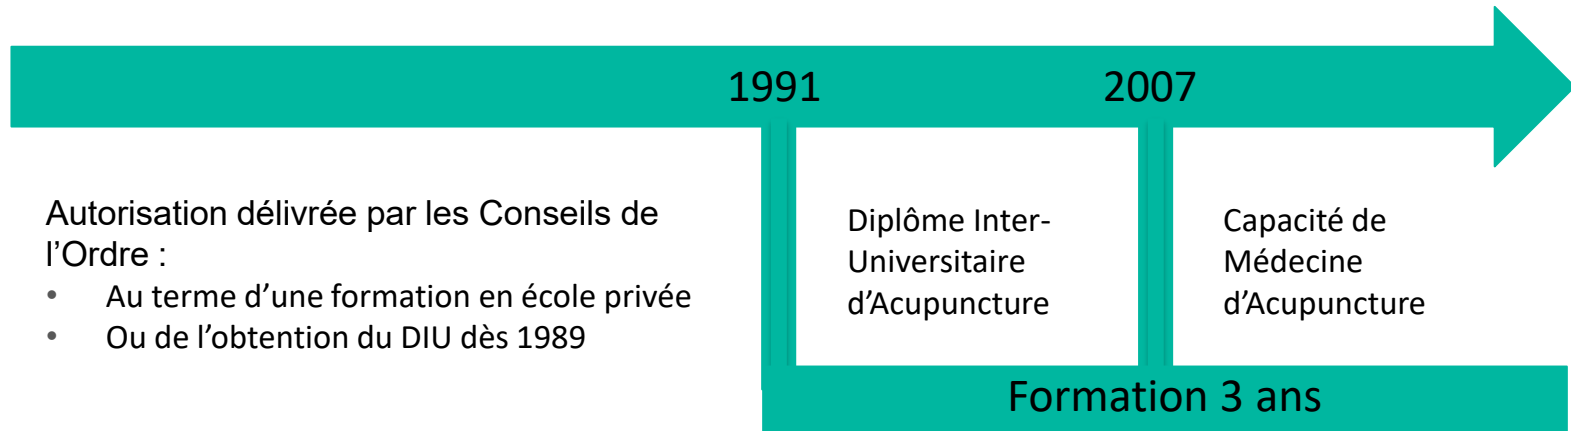 1991
2007
Autorisation délivrée par les Conseils de
l’Ordre :
• Au terme d’une formation en école privée
• Ou de l’obtention du DIU dès 1989
Diplôme Inter-
Universitaire
d’Acupuncture
Capacité de
Médecine
d’Acupuncture
Formation 3 ans